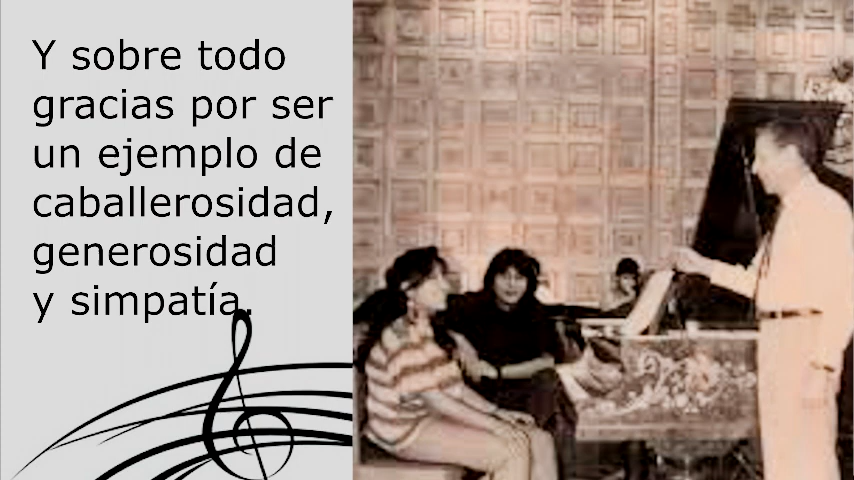 Y sobre todo
gracias por ser
un ejemplo de
caballerosidad,
generosidad
y simpatía.